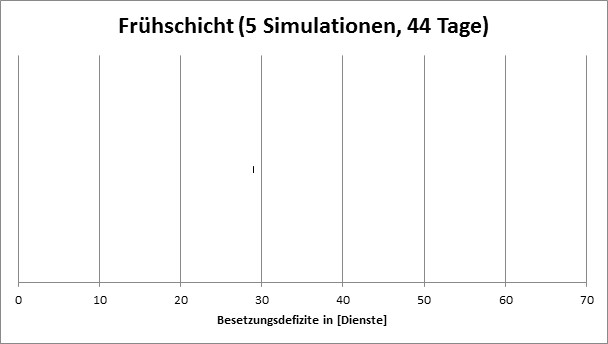 Frühschicht (5 Simulationen, 44 Tage)
0 10 20 30 40 50 60 70
Besetzungsdefizite in [Dienste]